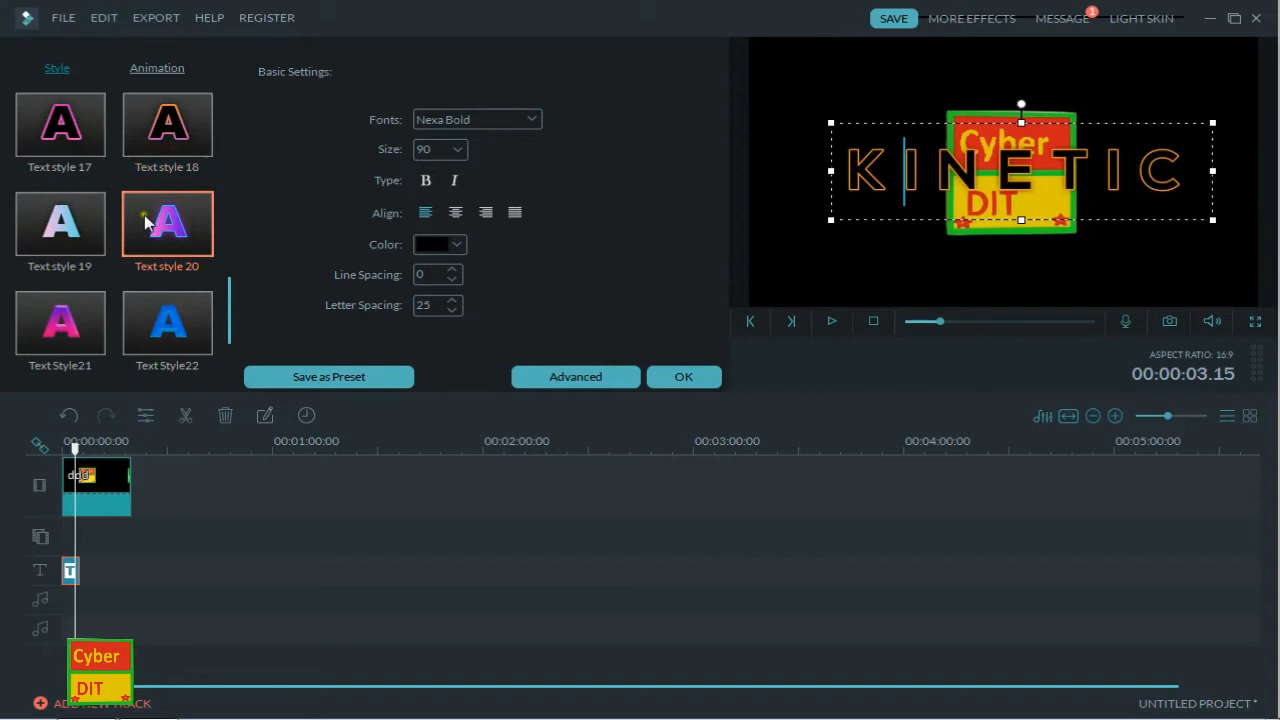 FILE EDIT EXPORT HELP REGISTER SAVE MORE EFFECTS MESSAGE 1 LIGHT SKIN
Style Animation
Basic Settings:
Text style 17
Text style 18
Text style 19
Text style 20
Text Style21
Text Style22
Fonts: Nexa Bold
Size: 90
Type: B I
Align:
Color:
Line Spacing: 0
Letter Spacing: 25
Save as Preset Advanced OK
Cyber
KINETIC
DIT
ASPECT RATIO: 16:9
00:00:03.15
00:00:00:00 00:01:00:00 00:02:00:00 00:03:00:00 00:04:00:00 00:05:00:00
ddd
T
T
Cyber
DIT
ADD NEW TRACK
UNTITLED PROJECT *